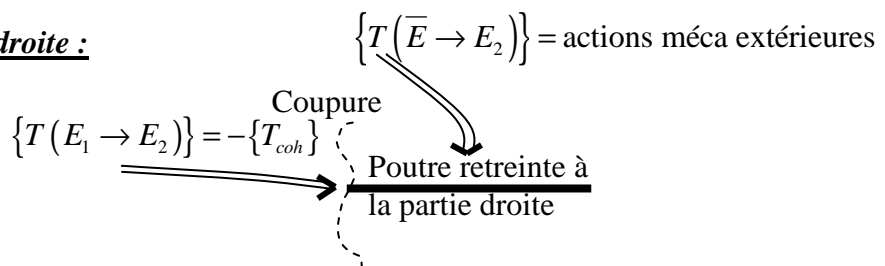 droite :
{T(E̅ → E₂)} = actions méca extérieures
Coupure
{T(E₁ → E₂)} = −{T_coh}
Poutre retreinte à
la partie droite